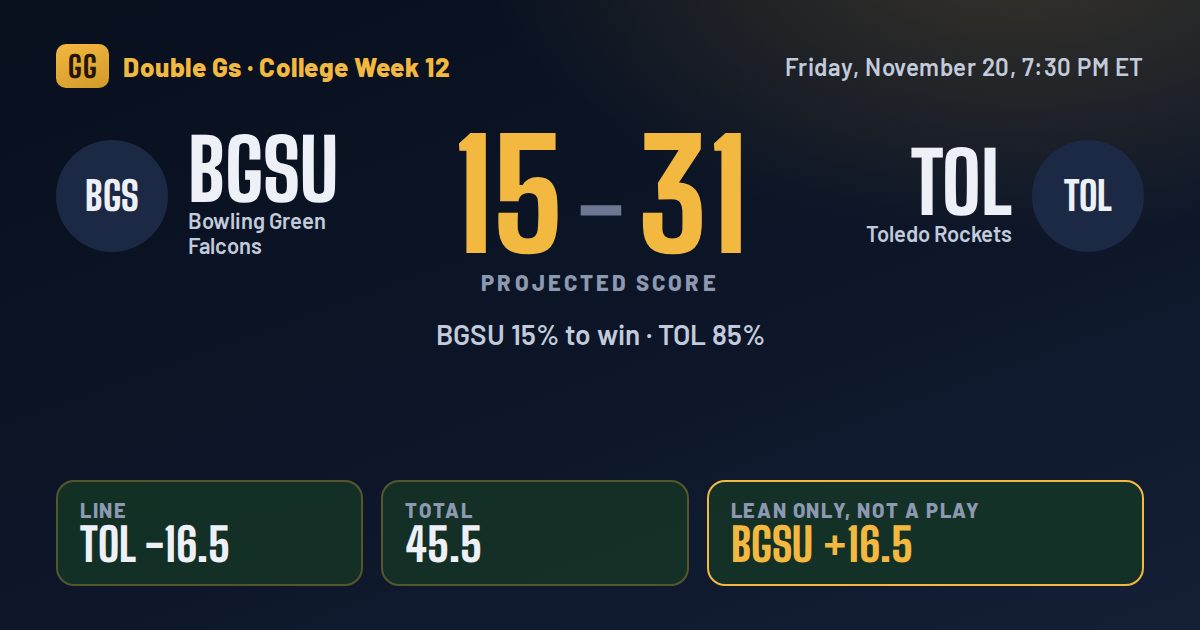 GG
Double Gs · College Week 12
Friday, November 20, 7:30 PM ET
BGS
BGSU
Bowling Green
Falcons
15 – 31
PROJECTED SCORE
BGSU 15% to win · TOL 85%
TOL
Toledo Rockets
TOL
LINE
TOL −16.5
TOTAL
45.5
LEAN ONLY, NOT A PLAY
BGSU +16.5